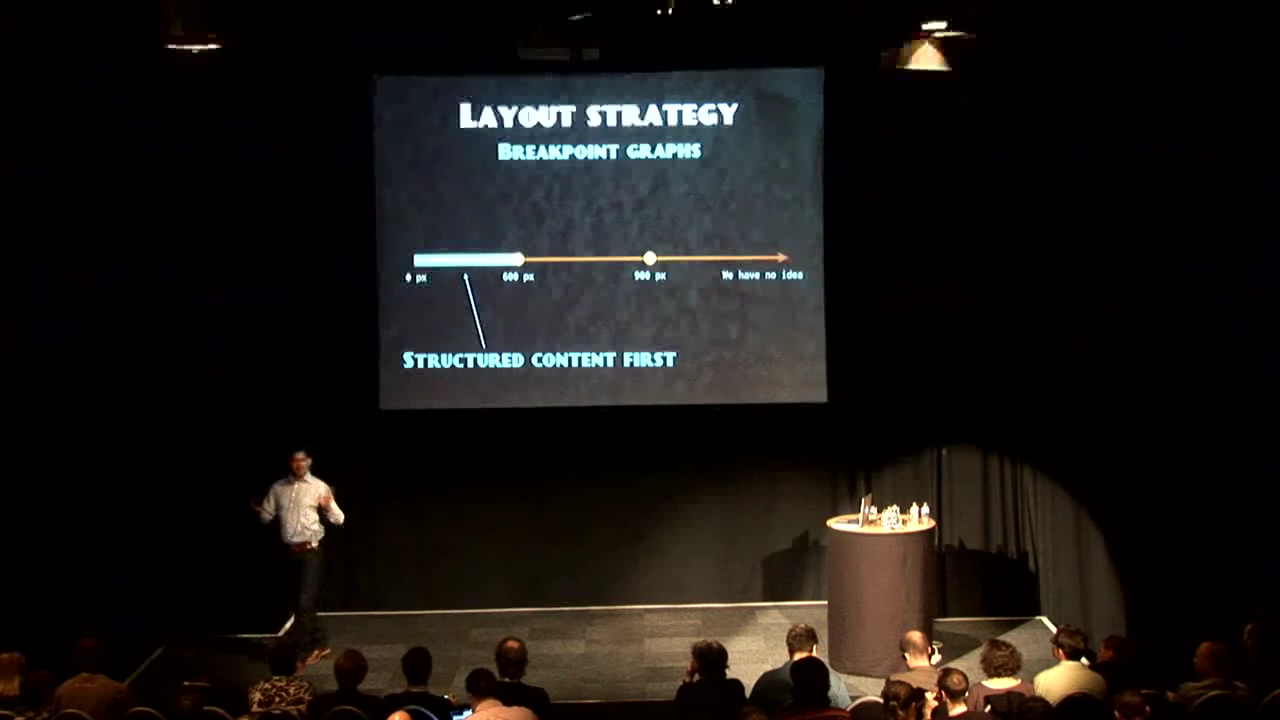 LAYOUT STRATEGY
BREAKPOINT GRAPHS
0 px 600 px 900 px We have no idea
STRUCTURED CONTENT FIRST